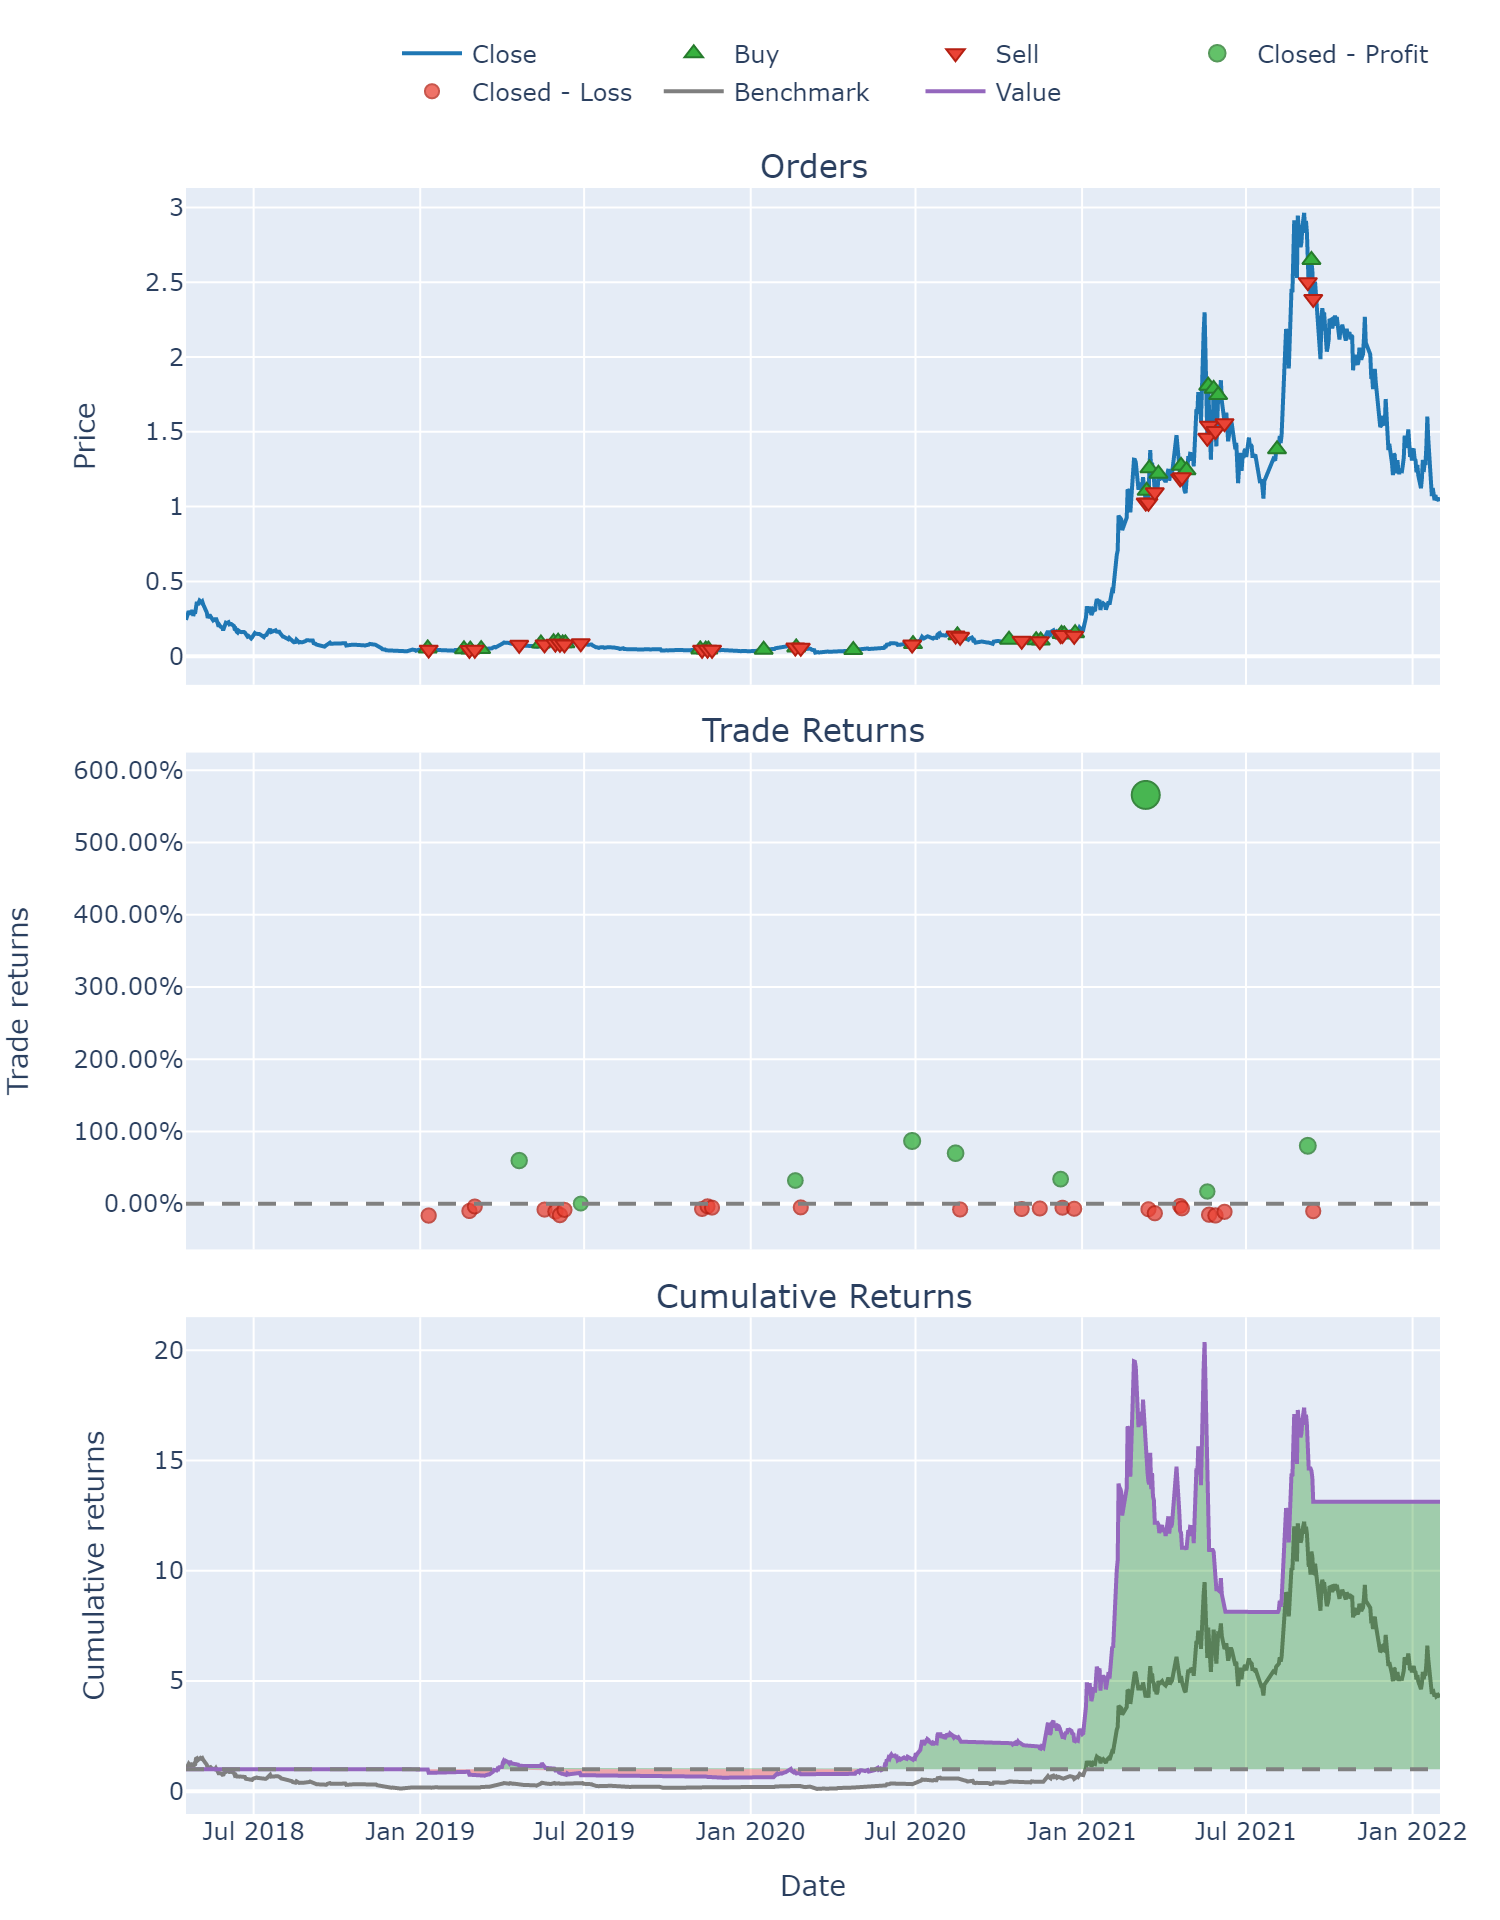 Close Buy Sell Closed - Profit
Closed - Loss Benchmark Value
Orders
3
2.5
2
1.5
1
0.5
0
Price
Trade Returns
600.00%
500.00%
400.00%
300.00%
200.00%
100.00%
0.00%
Trade returns
Cumulative Returns
20
15
10
5
0
Cumulative returns
Jul 2018 Jan 2019 Jul 2019 Jan 2020 Jul 2020 Jan 2021 Jul 2021 Jan 2022
Date